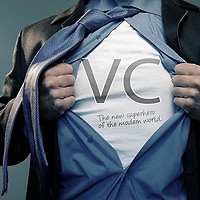 VC
The new superhero
of the modern world.